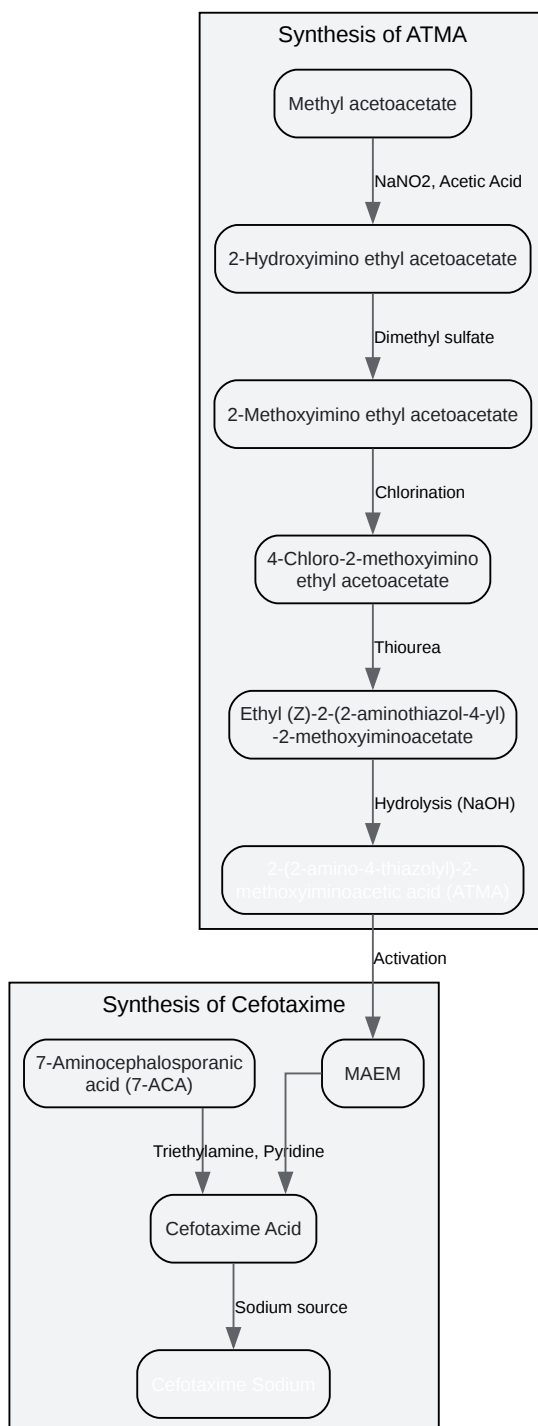 Synthesis of ATMA
Methyl acetoacetate
NaNO2, Acetic Acid
2-Hydroxyimino ethyl acetoacetate
Dimethyl sulfate
2-Methoxyimino ethyl acetoacetate
Chlorination
4-Chloro-2-methoxyimino
ethyl acetoacetate
Thiourea
Ethyl (Z)-2-(2-aminothiazol-4-yl)
-2-methoxyiminoacetate
Hydrolysis (NaOH)
2-(2-amino-4-thiazolyl)-2-
methoxyiminoacetic acid (ATMA)
Activation
Synthesis of Cefotaxime
7-Aminocephalosporanic
acid (7-ACA)
MAEM
Triethylamine, Pyridine
Cefotaxime Acid
Sodium source
Cefotaxime Sodium